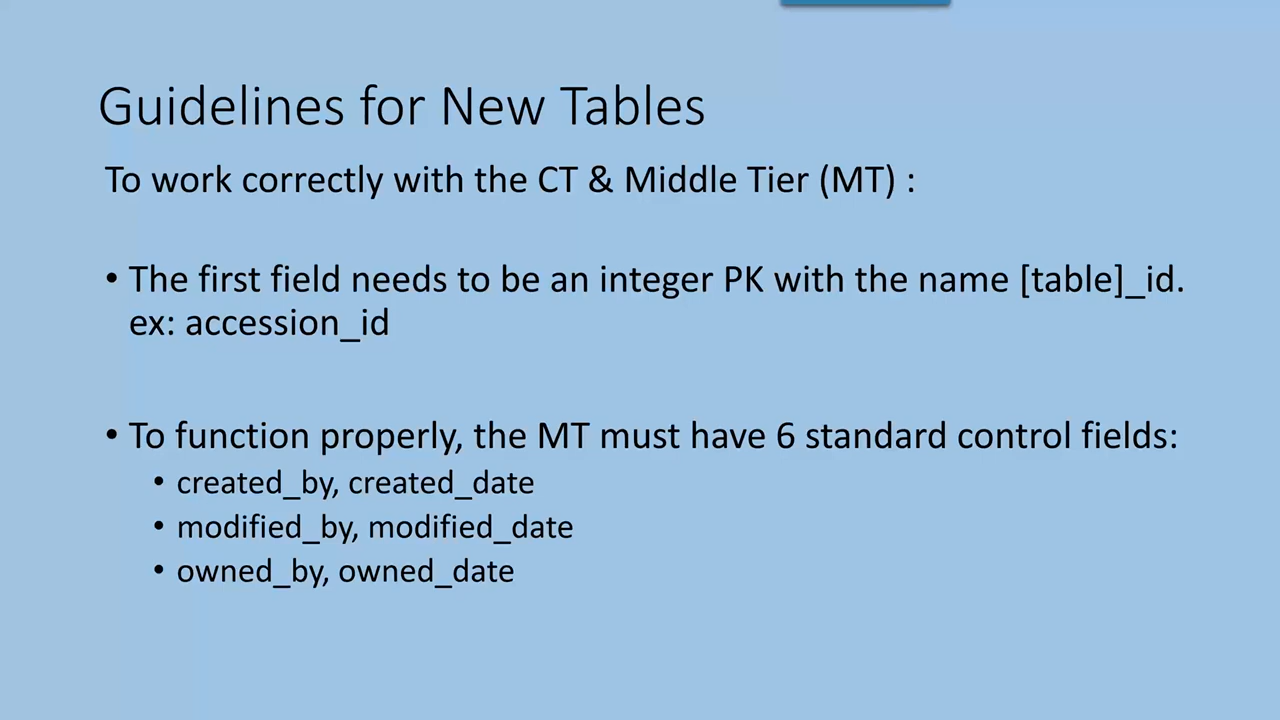 Guidelines for New Tables
To work correctly with the CT & Middle Tier (MT) :
• The first field needs to be an integer PK with the name [table]_id.
ex: accession_id
• To function properly, the MT must have 6 standard control fields:
• created_by, created_date
• modified_by, modified_date
• owned_by, owned_date